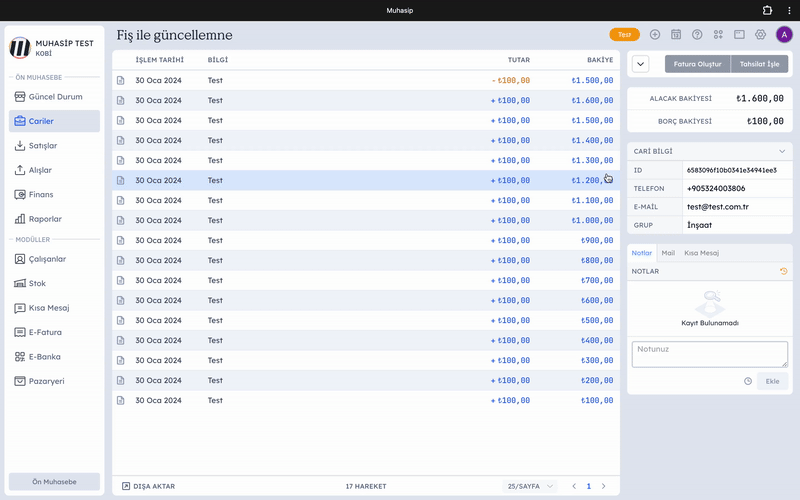 Muhasip
MUHASİP TEST
KOBİ
ÖN MUHASEBE
Güncel Durum
Cariler
Satışlar
Alışlar
Finans
Raporlar
MODÜLLER
Çalışanlar
Stok
Kısa Mesaj
E-Fatura
E-Banka
Pazaryeri
Ön Muhasebe
Fiş ile güncellemne
Test
A
İŞLEM TARİHİ BİLGİ TUTAR BAKİYE
30 Oca 2024 Test - ₺100,00 ₺1.500,00
30 Oca 2024 Test + ₺100,00 ₺1.600,00
30 Oca 2024 Test + ₺100,00 ₺1.500,00
30 Oca 2024 Test + ₺100,00 ₺1.400,00
30 Oca 2024 Test + ₺100,00 ₺1.300,00
30 Oca 2024 Test + ₺100,00 ₺1.200,
30 Oca 2024 Test + ₺100,00 ₺1.100,00
30 Oca 2024 Test + ₺100,00 ₺1.000,00
30 Oca 2024 Test + ₺100,00 ₺900,00
30 Oca 2024 Test + ₺100,00 ₺800,00
30 Oca 2024 Test + ₺100,00 ₺700,00
30 Oca 2024 Test + ₺100,00 ₺600,00
30 Oca 2024 Test + ₺100,00 ₺500,00
30 Oca 2024 Test + ₺100,00 ₺400,00
30 Oca 2024 Test + ₺100,00 ₺300,00
30 Oca 2024 Test + ₺100,00 ₺200,00
30 Oca 2024 Test + ₺100,00 ₺100,00
DIŞA AKTAR 17 HAREKET 25/SAYFA 1
Fatura Oluştur Tahsilat İşle
ALACAK BAKİYESİ ₺1.600,00
BORÇ BAKİYESİ ₺100,00
CARİ BİLGİ
ID 6583096f10b0341e34941ee3
TELEFON +905324003806
E-MAİL test@test.com.tr
GRUP İnşaat
Notlar Mail Kısa Mesaj
NOTLAR
Kayıt Bulunamadı
Notunuz
Ekle